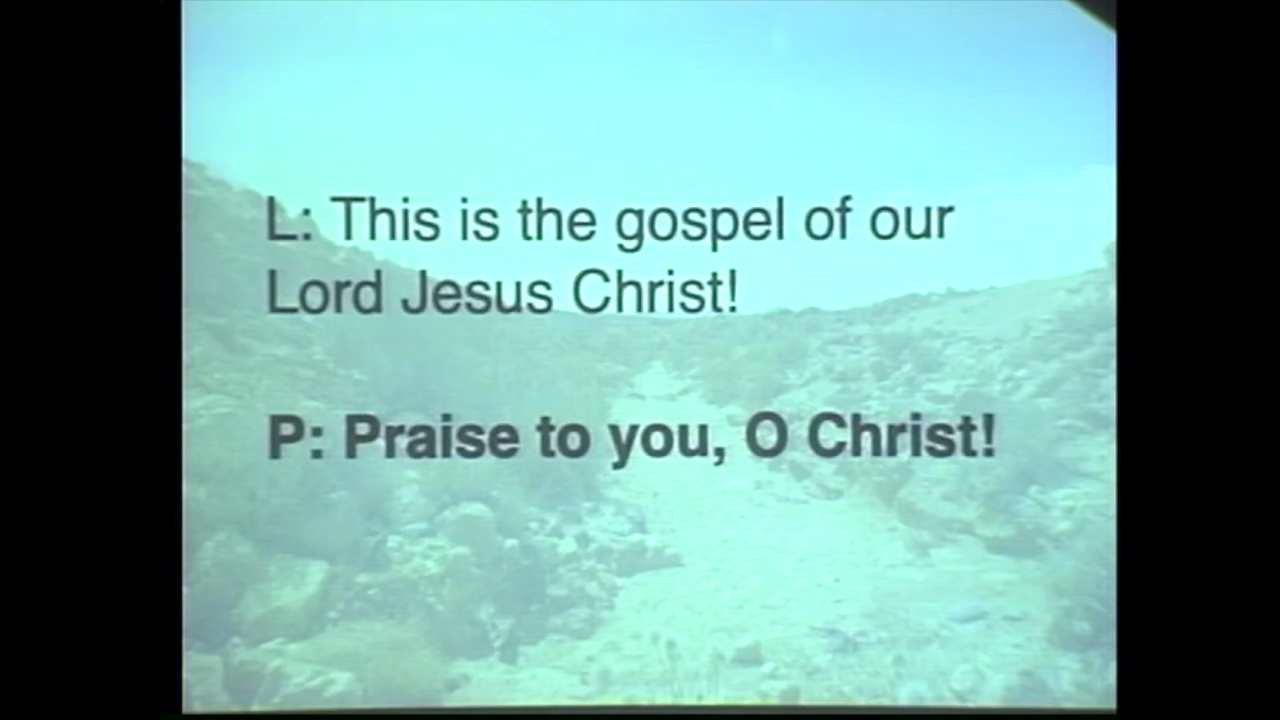 L: This is the gospel of our
Lord Jesus Christ!
P: Praise to you, O Christ!